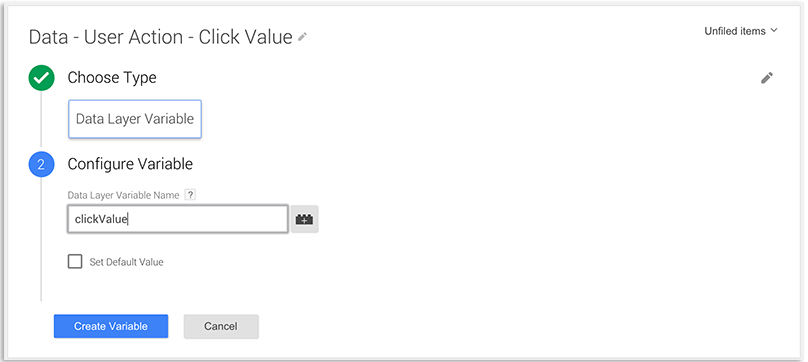 Data - User Action - Click Value
Unfiled items
Choose Type
Data Layer Variable
2
Configure Variable
Data Layer Variable Name ?
clickValue
Set Default Value
Create Variable
Cancel